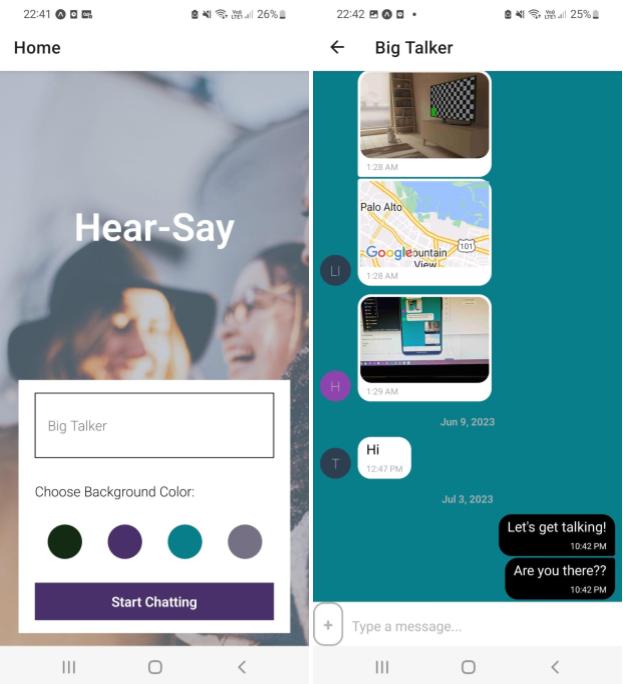 22:41
26%
Home
Hear-Say
Big Talker
Choose Background Color:
Start Chatting
22:42
25%
Big Talker
1:28 AM
Palo Alto
101
Google
ountain
View
LI
1:28 AM
H
1:29 AM
Jun 9, 2023
Hi
T
12:47 PM
Jul 3, 2023
Let's get talking!
10:42 PM
Are you there??
10:42 PM
+ Type a message...